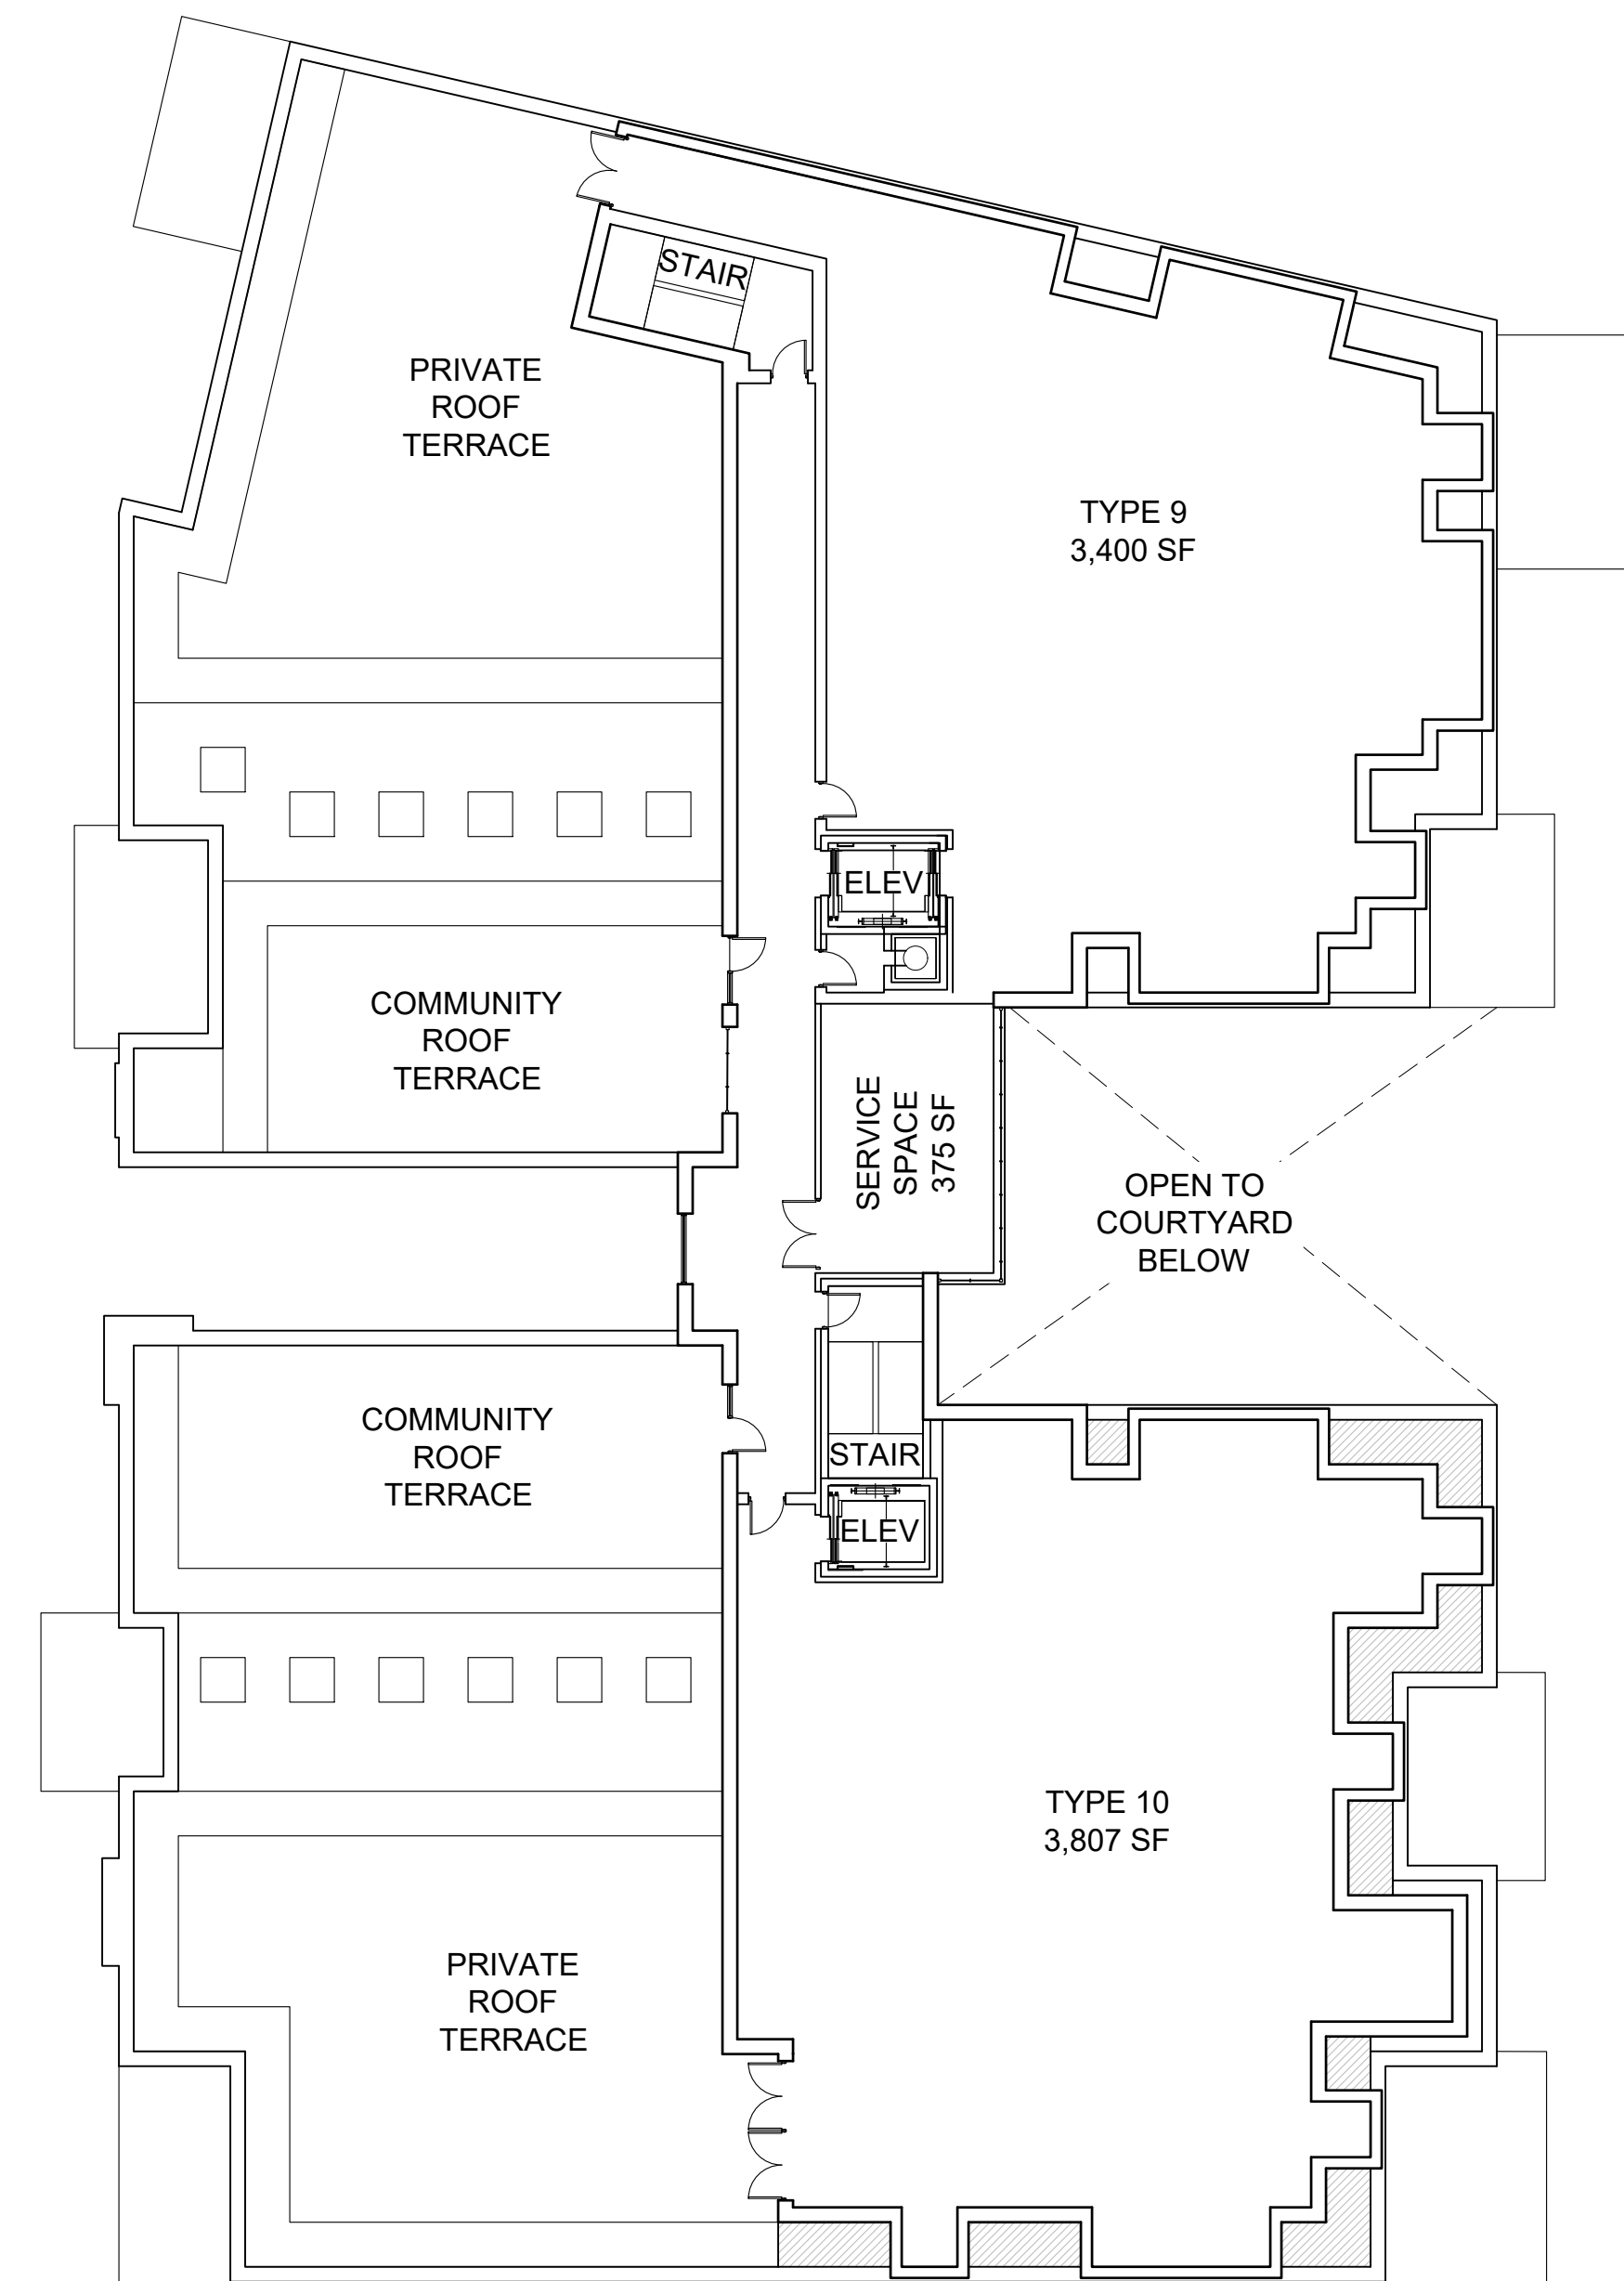 STAIR
PRIVATE
ROOF
TERRACE
TYPE 9
3,400 SF
ELEV
COMMUNITY
ROOF
TERRACE
SERVICE
SPACE
375 SF
OPEN TO
COURTYARD
BELOW
COMMUNITY
ROOF
TERRACE
STAIR
ELEV
TYPE 10
3,807 SF
PRIVATE
ROOF
TERRACE